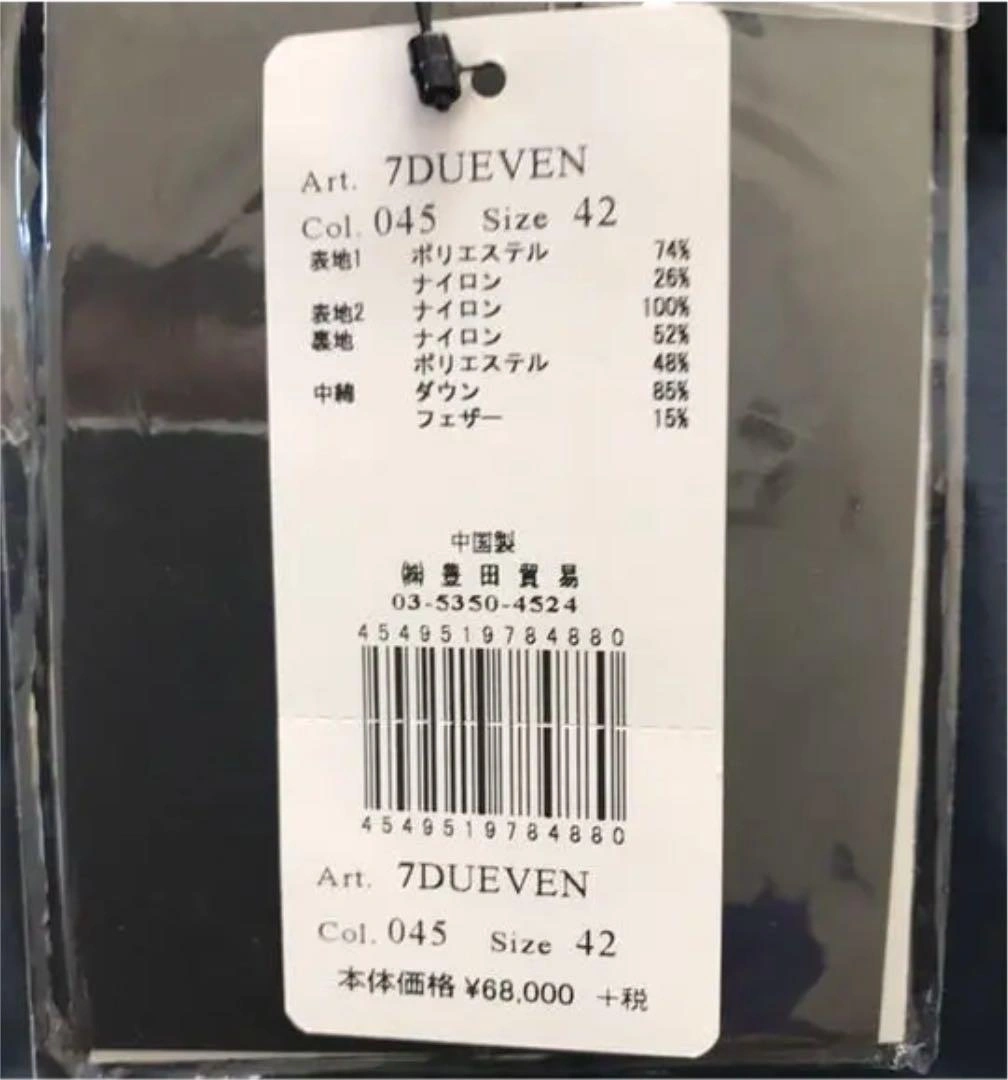 Art. 7DUEVEN
Col. 045 Size 42
表地1 ポリエステル 74%
ナイロン 26%
表地2 ナイロン 100%
裏地 ナイロン 52%
ポリエステル 48%
中綿 ダウン 85%
フェザー 15%
中国製
㈱ 豊田貿易
03-5350-4524
4549519784880
4549519784880
Art. 7DUEVEN
Col. 045 Size 42
本体価格 ¥68,000 +税